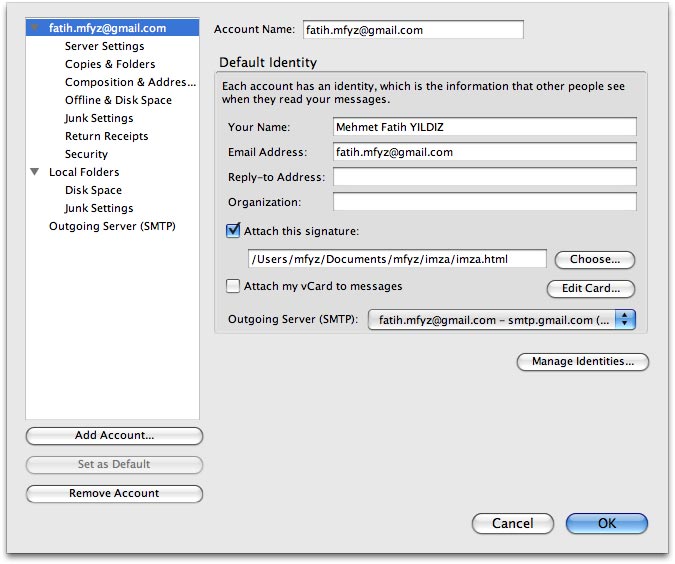 fatih.mfyz@gmail.com
Server Settings
Copies & Folders
Composition & Addres...
Offline & Disk Space
Junk Settings
Return Receipts
Security
Local Folders
Disk Space
Junk Settings
Outgoing Server (SMTP)
Add Account...
Set as Default
Remove Account
Account Name: fatih.mfyz@gmail.com
Default Identity
Each account has an identity, which is the information that other people see
when they read your messages.
Your Name: Mehmet Fatih YILDIZ
Email Address: fatih.mfyz@gmail.com
Reply-to Address:
Organization:
Attach this signature:
/Users/mfyz/Documents/mfyz/imza/imza.html Choose...
Attach my vCard to messages Edit Card...
Outgoing Server (SMTP): fatih.mfyz@gmail.com - smtp.gmail.com (...
Manage Identities...
Cancel OK